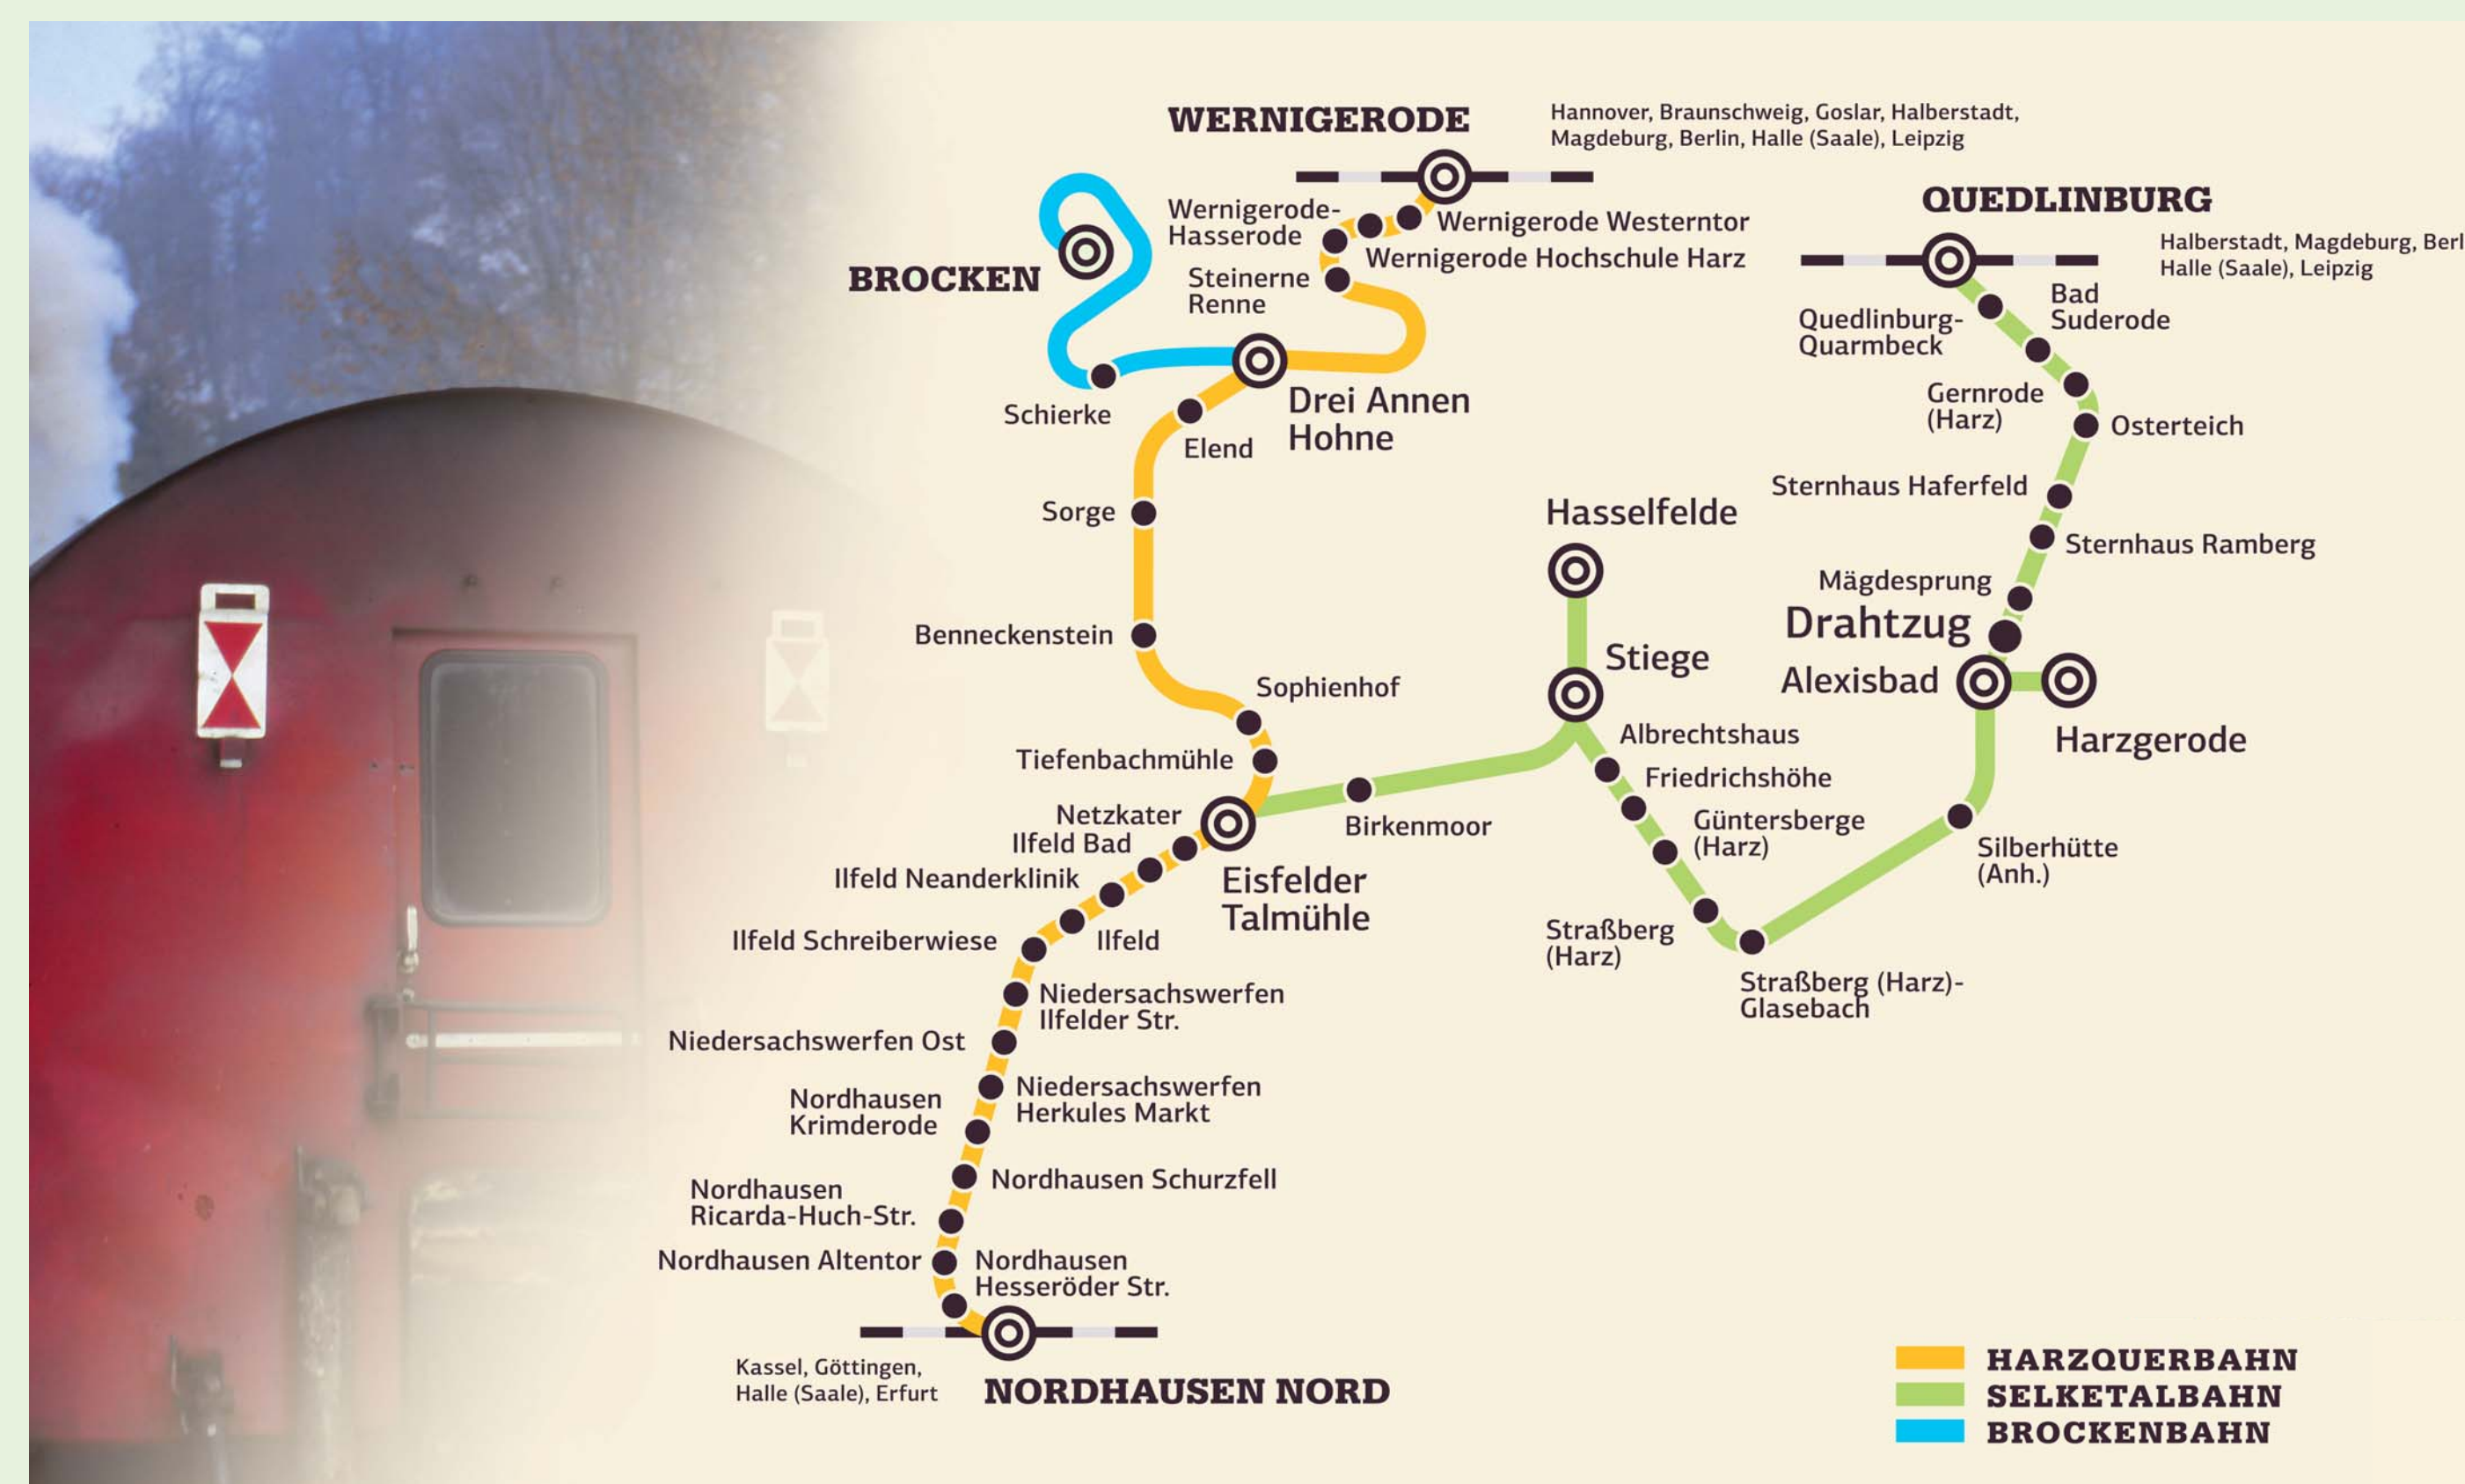 WERNIGERODE
Hannover, Braunschweig, Goslar, Halberstadt,
Magdeburg, Berlin, Halle (Saale), Leipzig
QUEDLINBURG
Halberstadt, Magdeburg,
Halle (Saale), Leipzig
BROCKEN
Wernigerode-
Hasserode
Wernigerode Westerntor
Wernigerode Hochschule Harz
Steinerne
Renne
Schierke
Drei Annen
Hohne
Elend
Sorge
Benneckenstein
Sophienhof
Tiefenbachmühle
Netzkater
Ilfeld Bad
Ilfeld Neanderklinik
Eisfelder
Talmühle
Ilfeld Schreiberwiese
Ilfeld
Niedersachswerfen
Ilfelder Str.
Niedersachswerfen Ost
Niedersachswerfen
Herkules Markt
Nordhausen
Krimderode
Nordhausen Schurzfell
Nordhausen
Ricarda-Huch-Str.
Nordhausen Altentor
Nordhausen
Hesseröder Str.
Kassel, Göttingen,
Halle (Saale), Erfurt
NORDHAUSEN NORD
Birkenmoor
Hasselfelde
Stiege
Albrechtshaus
Friedrichshöhe
Güntersberge
(Harz)
Straßberg
(Harz)
Straßberg (Harz)-
Glasebach
Silberhütte
(Anh.)
Quedlinburg-
Quarmbeck
Bad
Suderode
Gernrode
(Harz)
Osterteich
Sternhaus Haferfeld
Sternhaus Ramberg
Mägdesprung
Drahtzug
Alexisbad
Harzgerode
HARZQUERBAHN
SELKETALBAHN
BROCKENBAHN